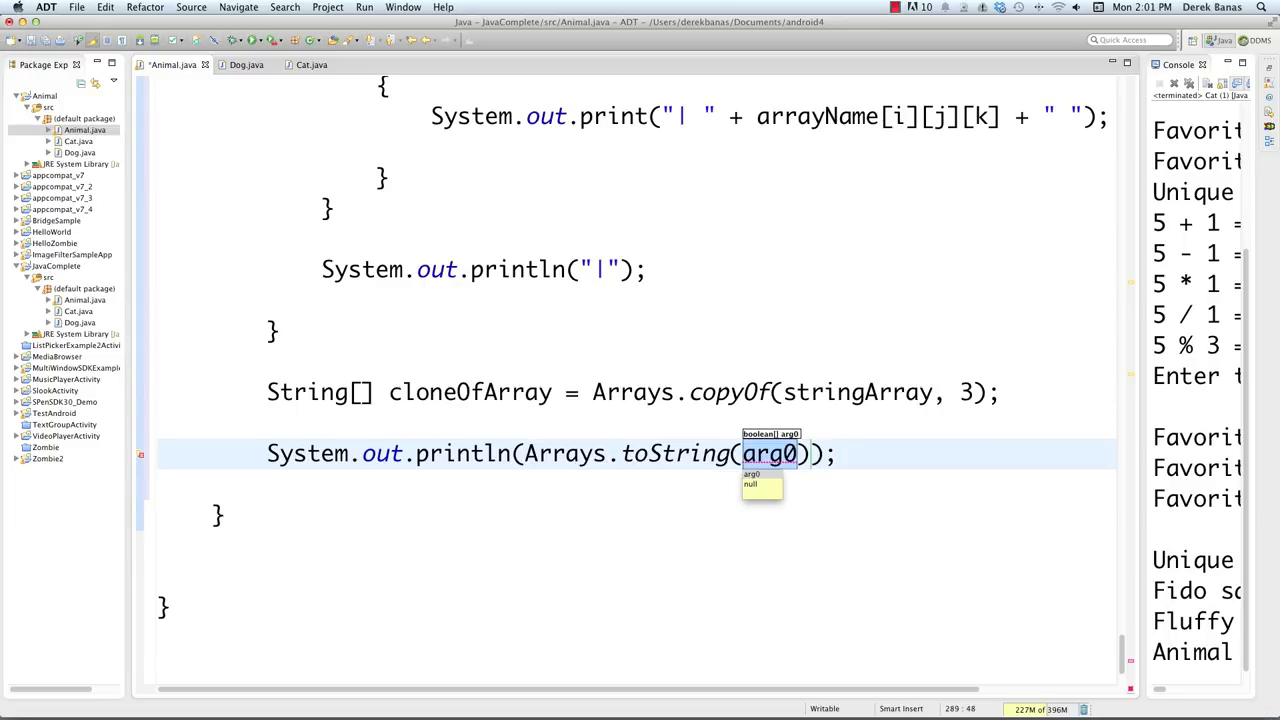 ADT File Edit Refactor Source Navigate Search Project Run Window Help 10 Mon 2:01 PM Derek Banas
Java - JavaComplete/src/Animal.java - ADT - /Users/derekbanas/Documents/android4
Quick Access Java DDMS
Package Exp
*Animal.java Dog.java Cat.java
Console
<terminated> Cat (1) [Java
Animal
src
(default package)
Animal.java
Cat.java
Dog.java
JRE System Library [Ja
appcompat_v7
appcompat_v7_2
appcompat_v7_3
appcompat_v7_4
BridgeSample
HelloWorld
HelloZombie
ImageFilterSampleApp
JavaComplete
src
(default package)
Animal.java
Cat.java
Dog.java
JRE System Library [Ja
ListPickerExample2Activi
MediaBrowser
MultiWindowSDKExample
MusicPlayerActivity
SlookActivity
SPenSDK30_Demo
TestAndroid
TextGroupActivity
VideoPlayerActivity
Zombie
Zombie2
{
System.out.print("| " + arrayName[i][j][k] + " ");
}
}
System.out.println("|");
}
String[] cloneOfArray = Arrays.copyOf(stringArray, 3);
boolean[] arg0
System.out.println(Arrays.toString(arg0));
arg0
null
}
}
Favorit
Favorit
Unique
5 + 1 =
5 - 1 =
5 * 1 =
5 / 1 =
5 % 3 =
Enter t
Favorit
Favorit
Favorit
Unique
Fido sa
Fluffy
Animal
Writable Smart Insert 289 : 48 227M of 396M